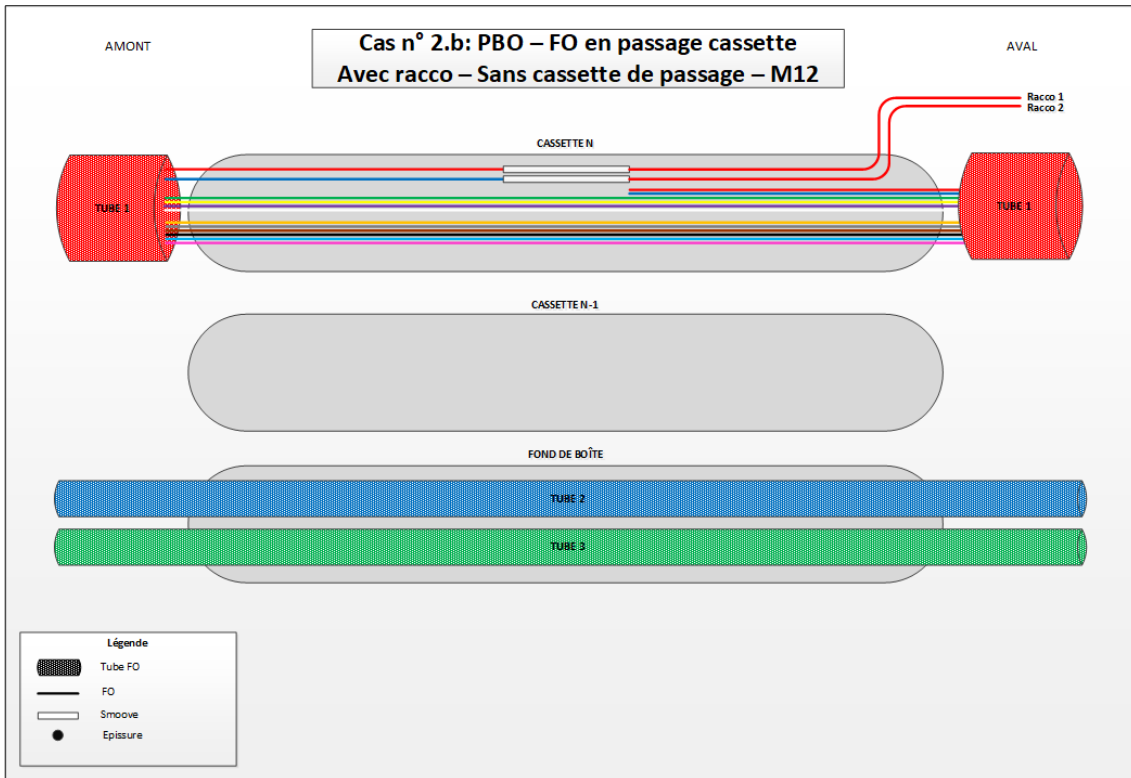 AMONT
Cas n° 2.b: PBO – FO en passage cassette
Avec racco – Sans cassette de passage – M12
AVAL
Racco 1
Racco 2
CASSETTE N
TUBE 1
TUBE 1
CASSETTE N-1
FOND DE BOÎTE
TUBE 2
TUBE 3
Légende
Tube FO
FO
Smoove
Epissure